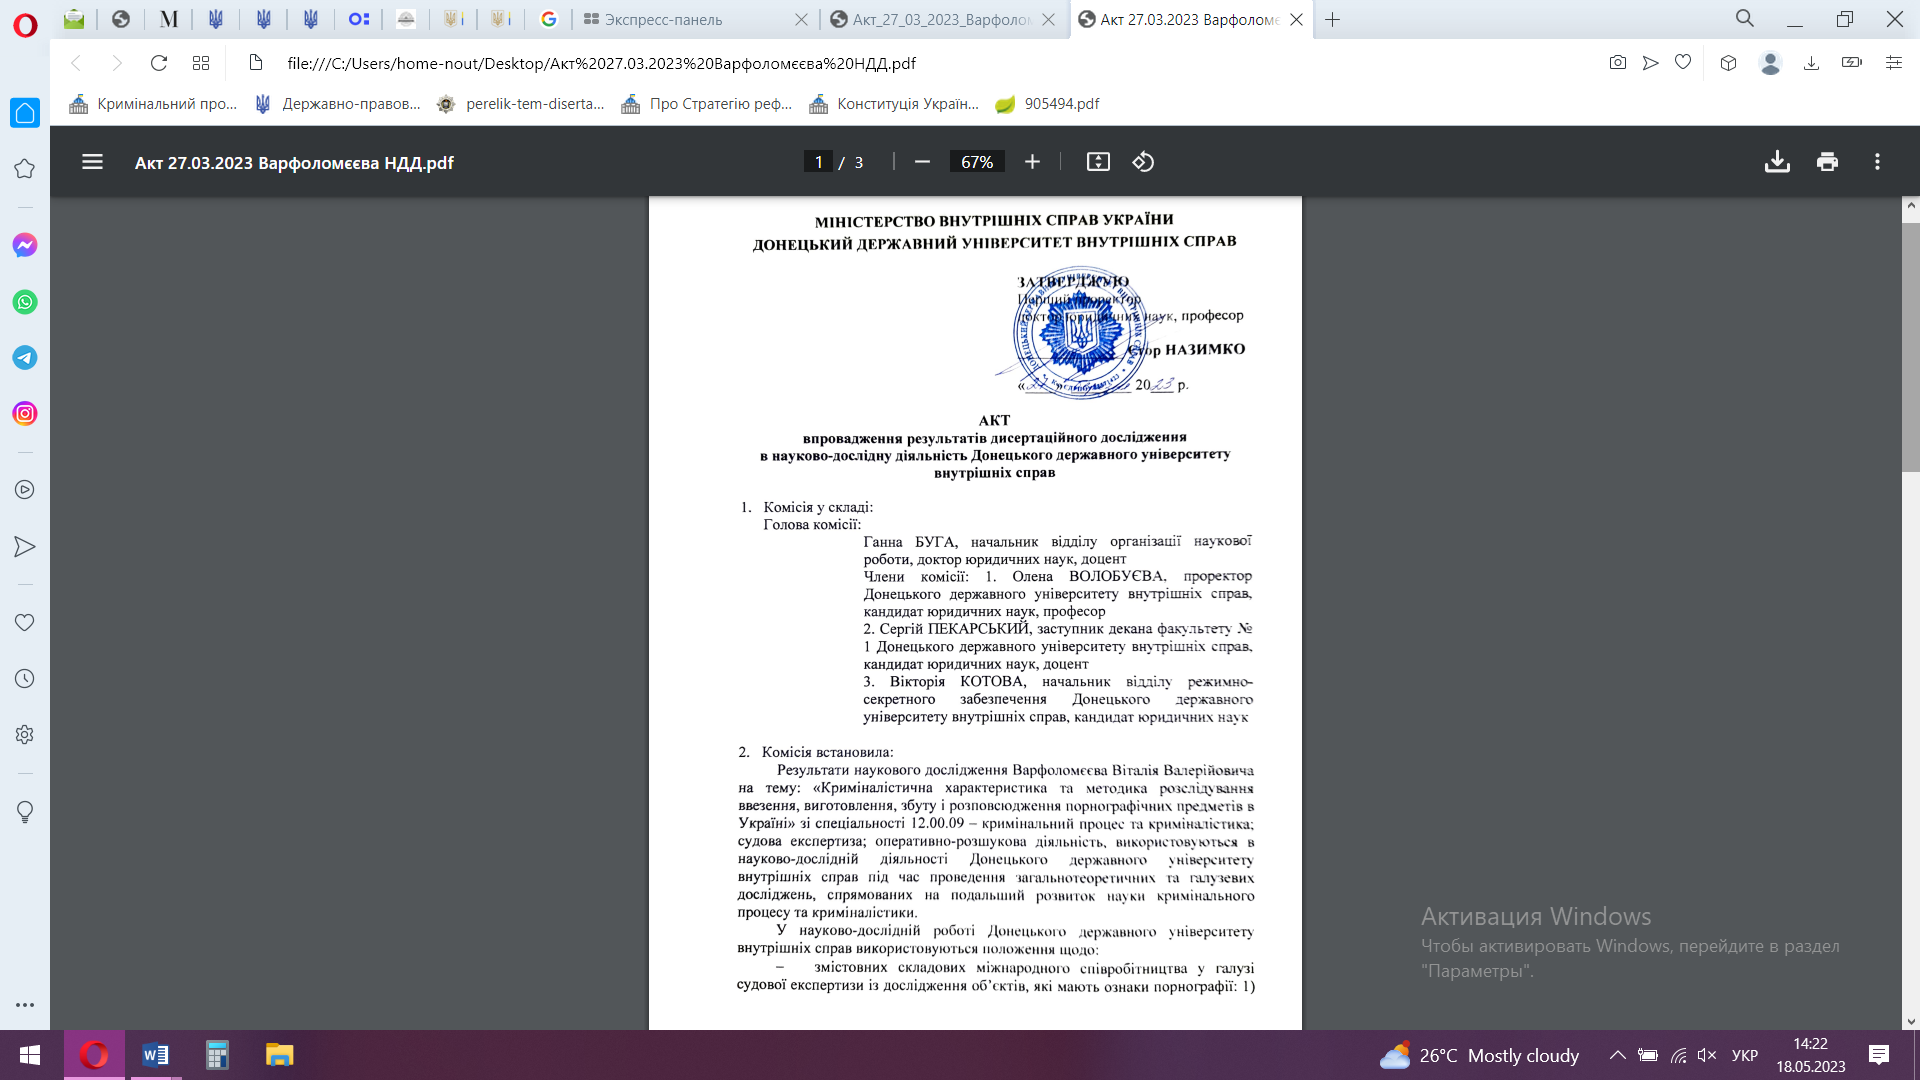 Экспресс-панель
Акт_27_03_2023_Варфолом
Акт 27.03.2023 Варфоломє
file:///C:/Users/home-nout/Desktop/Акт%2027.03.2023%20Варфоломєєва%20НДД.pdf
Кримінальний про...
Державно-правов...
perelik-tem-diserta...
Про Стратегію реф...
Конституція Україн...
905494.pdf
Акт 27.03.2023 Варфоломєєва НДД.pdf
1 / 3
67%
МІНІСТЕРСТВО ВНУТРІШНІХ СПРАВ УКРАЇНИ
ДОНЕЦЬКИЙ ДЕРЖАВНИЙ УНІВЕРСИТЕТ ВНУТРІШНІХ СПРАВ
ЗАТВЕРДЖУЮ
Перший проректор
доктор юридичних наук, професор
НАЗИМКО
«27» 2023 р.
АКТ
впровадження результатів дисертаційного дослідження
в науково-дослідну діяльність Донецького державного університету
внутрішніх справ
1. Комісія у складі:
Голова комісії:
Ганна БУГА, начальник відділу організації наукової
роботи, доктор юридичних наук, доцент
Члени комісії: 1. Олена ВОЛОБУЄВА, проректор
Донецького державного університету внутрішніх справ,
кандидат юридичних наук, професор
2. Сергій ПЕКАРСЬКИЙ, заступник декана факультету №
1 Донецького державного університету внутрішніх справ,
кандидат юридичних наук, доцент
3. Вікторія КОТОВА, начальник відділу режимно-
секретного забезпечення Донецького державного
університету внутрішніх справ, кандидат юридичних наук
2. Комісія встановила:
Результати наукового дослідження Варфоломєєва Віталія Валерійовича
на тему: «Криміналістична характеристика та методика розслідування
ввезення, виготовлення, збуту і розповсюдження порнографічних предметів в
Україні» зі спеціальності 12.00.09 – кримінальний процес та криміналістика;
судова експертиза; оперативно-розшукова діяльність, використовуються в
науково-дослідній діяльності Донецького державного університету
внутрішніх справ під час проведення загальнотеоретичних та галузевих
досліджень, спрямованих на подальший розвиток науки кримінального
процесу та криміналістики.
У науково-дослідній роботі Донецького державного університету
внутрішніх справ використовуються положення щодо:
– змістовних складових міжнародного співробітництва у галузі
судової експертизи із дослідження об’єктів, які мають ознаки порнографії: 1)
Активация Windows
Чтобы активировать Windows, перейдите в раздел
"Параметры".
26°C Mostly cloudy
УКР
14:22
18.05.2023